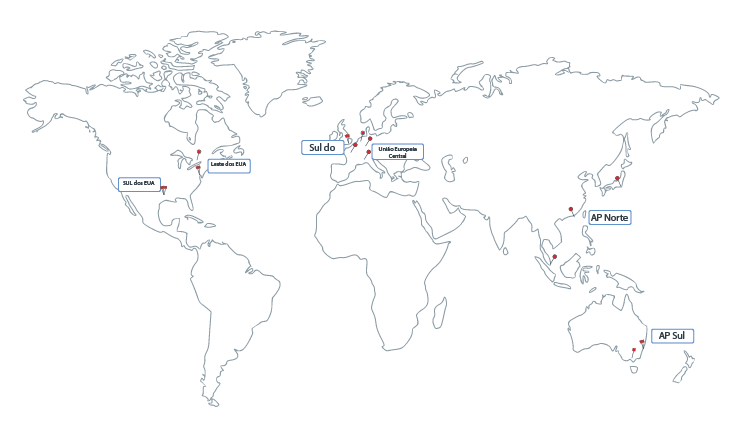 Sul do
União Europeia
Central
Leste dos EUA
SUL dos EUA
AP Norte
AP Sul